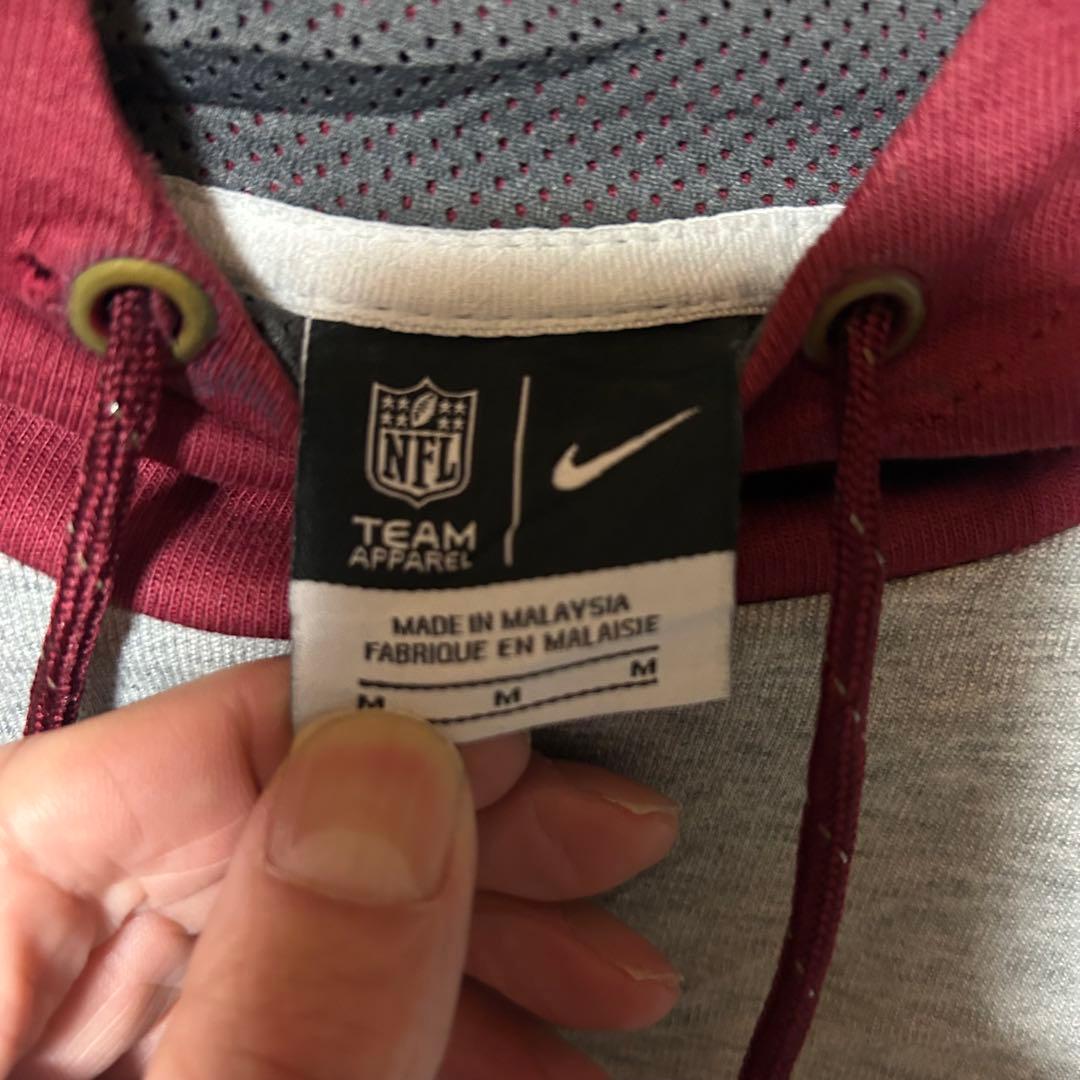 NFL
TEAM
APPAREL
MADE IN MALAYSIA
FABRIQUE EN MALAISIE
M M M